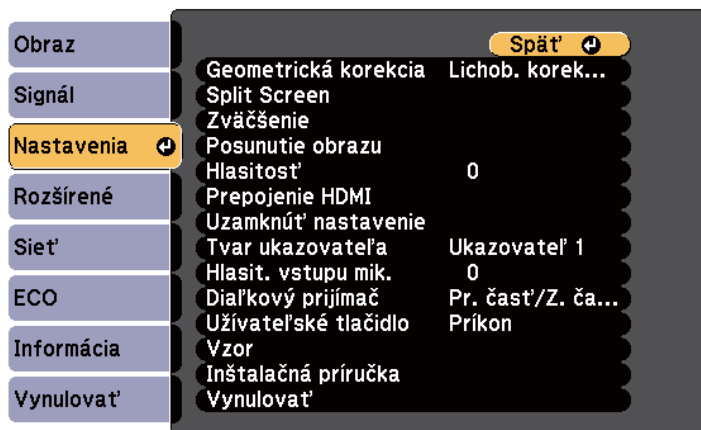 Obraz
Signál
Nastavenia
Rozšírené
Sieť
ECO
Informácia
Vynulovať
Späť
Geometrická korekcia Lichob. korek...
Split Screen
Zväčšenie
Posunutie obrazu
Hlasitosť 0
Prepojenie HDMI
Uzamknúť nastavenie
Tvar ukazovateľa Ukazovateľ 1
Hlasit. vstupu mik. 0
Diaľkový prijímač Pr. časť/Z. ča...
Užívateľské tlačidlo Príkon
Vzor
Inštalačná príručka
Vynulovať